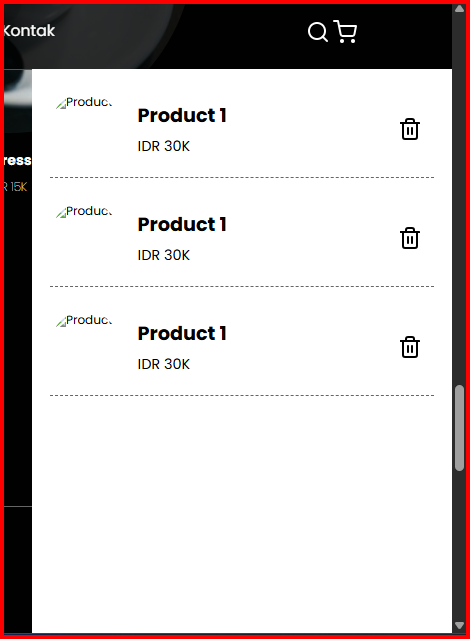 Kontak
ress
R 15K
Produc
Product 1
IDR 30K
Produc
Product 1
IDR 30K
Produc
Product 1
IDR 30K